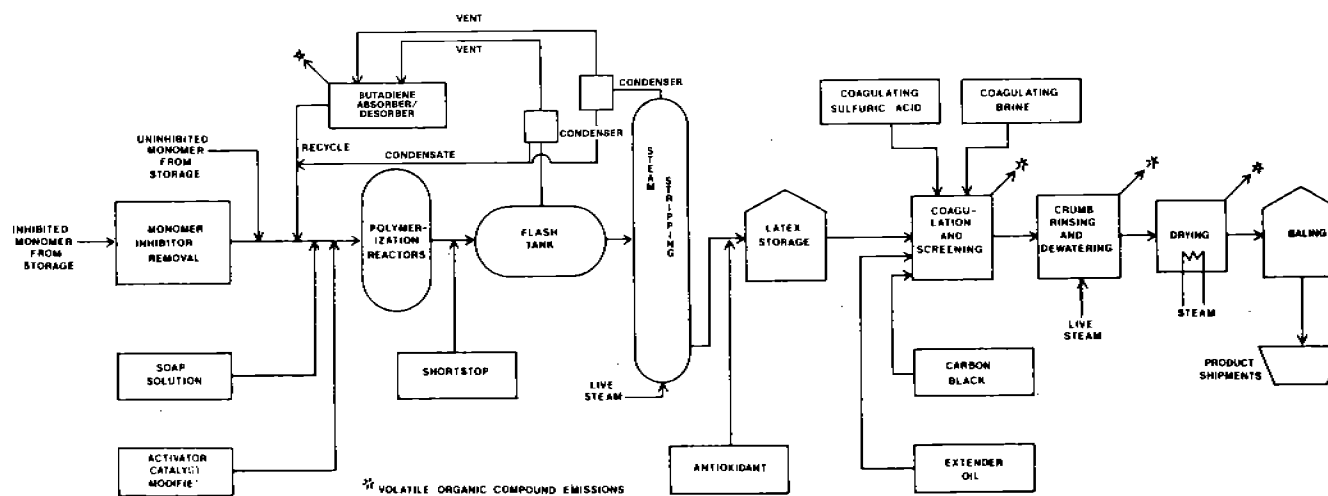 VENT
VENT
CONDENSER
BUTADIENE
ABSORBER/
DESORBER
CONDENSER
UNINHIBITED
MONOMER
FROM
STORAGE
RECYCLE
CONDENSATE
COAGULATING
SULFURIC ACID
COAGULATING
BRINE
INHIBITED
MONOMER
FROM
STORAGE
MONOMER
INHIBITOR
REMOVAL
POLYMER-
IZATION
REACTORS
FLASH
TANK
STEAM
STRIPPING
LATEX
STORAGE
COAGU-
LATION
AND
SCREENING
CRUMB
RINSING
AND
DEWATERING
DRYING
BALING
STEAM
LIVE
STEAM
SOAP
SOLUTION
SHORTSTOP
LIVE
STEAM
CARBON
BLACK
PRODUCT
SHIPMENTS
ACTIVATOR
CATALYST
MODIFIE
ANTIOXIDANT
EXTENDER
OIL
* VOLATILE ORGANIC COMPOUND EMISSIONS